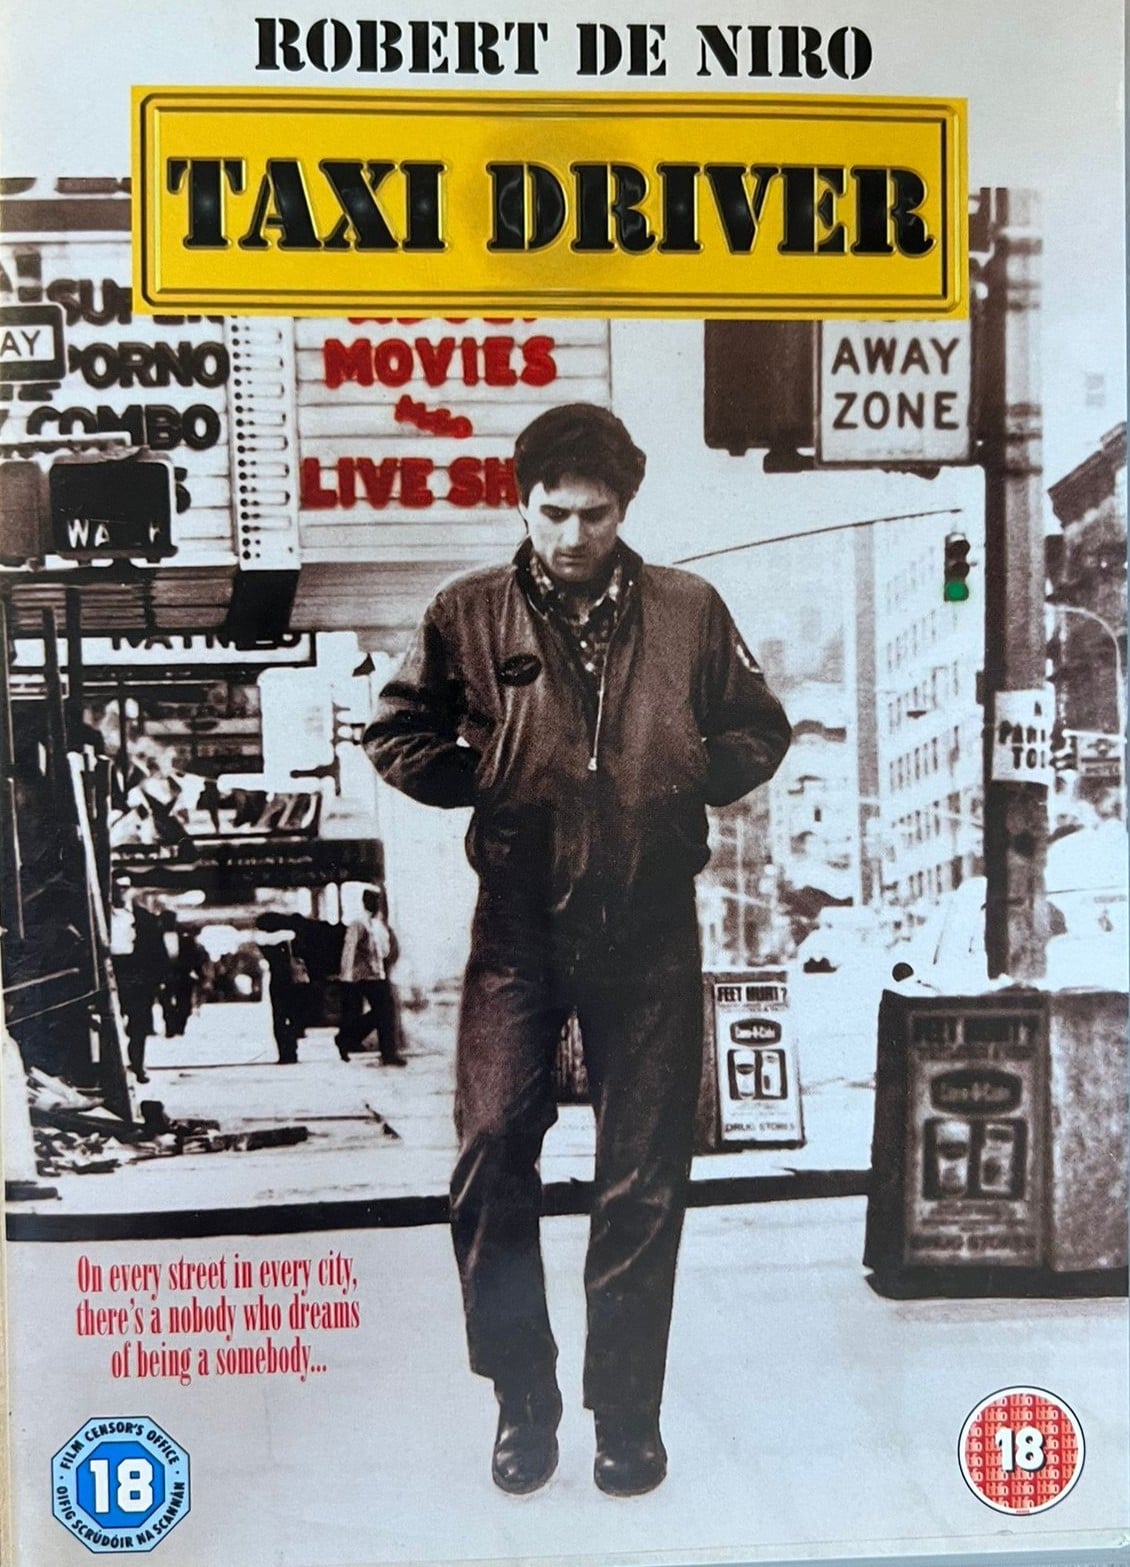 ROBERT DE NIRO
TAXI DRIVER
AY
PORNO
COMBO
MOVIES
LIVE SH
AWAY
ZONE
WA
FEET HURT?
DRUG STORES
On every street in every city,
there's a nobody who dreams
of being a somebody...
FILM CENSOR'S OFFICE
18
OIFIG SCRÚDÓIR NA SCANNÁN
18